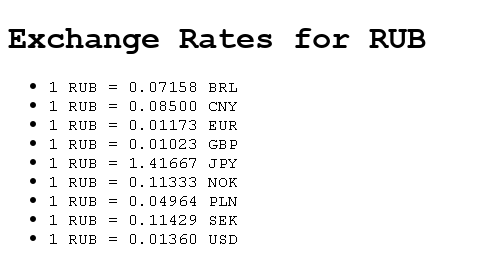 Exchange Rates for RUB
1 RUB = 0.07158 BRL
1 RUB = 0.08500 CNY
1 RUB = 0.01173 EUR
1 RUB = 0.01023 GBP
1 RUB = 1.41667 JPY
1 RUB = 0.11333 NOK
1 RUB = 0.04964 PLN
1 RUB = 0.11429 SEK
1 RUB = 0.01360 USD